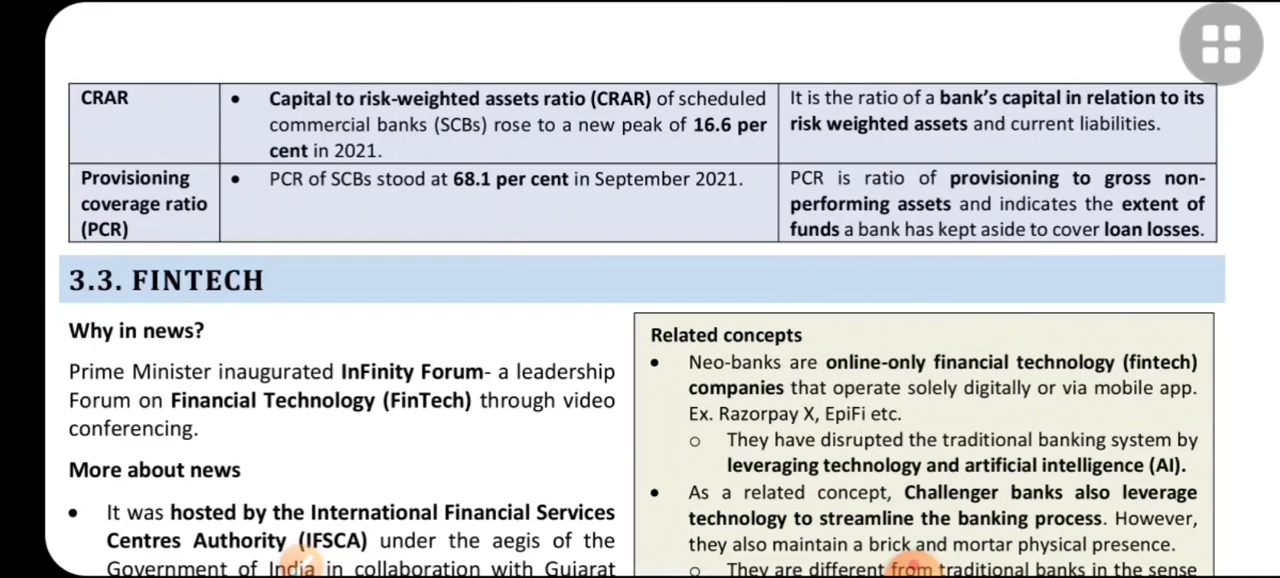 CRAR
• Capital to risk-weighted assets ratio (CRAR) of scheduled
commercial banks (SCBs) rose to a new peak of 16.6 per
cent in 2021.
It is the ratio of a bank's capital in relation to its
risk weighted assets and current liabilities.
Provisioning
coverage ratio
(PCR)
• PCR of SCBs stood at 68.1 per cent in September 2021.
PCR is ratio of provisioning to gross non-
performing assets and indicates the extent of
funds a bank has kept aside to cover loan losses.
3.3. FINTECH
Why in news?
Prime Minister inaugurated InFinity Forum- a leadership
Forum on Financial Technology (FinTech) through video
conferencing.
More about news
• It was hosted by the International Financial Services
Centres Authority (IFSCA) under the aegis of the
Government of India in collaboration with Gujarat
Related concepts
• Neo-banks are online-only financial technology (fintech)
companies that operate solely digitally or via mobile app.
Ex. Razorpay X, EpiFi etc.
o They have disrupted the traditional banking system by
leveraging technology and artificial intelligence (AI).
• As a related concept, Challenger banks also leverage
technology to streamline the banking process. However,
they also maintain a brick and mortar physical presence.
o They are different from traditional banks in the sense